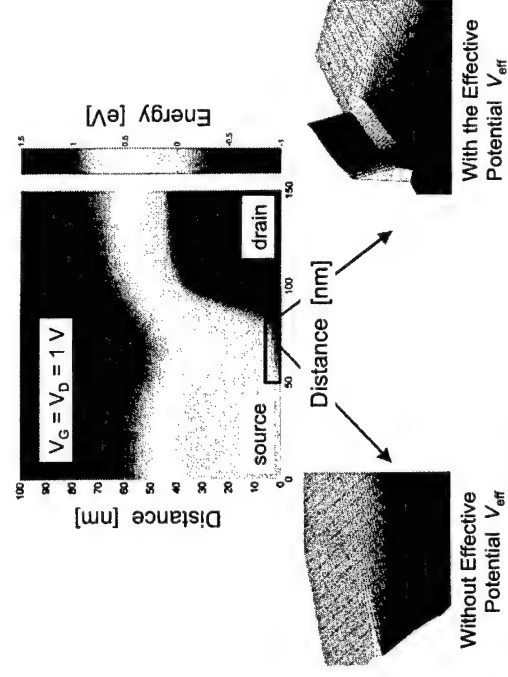 V_G = V_D = 1 V
Distance [nm]
100
90
80
70
60
50
40
30
20
10
0
source
drain
0
50
100
150
Distance [nm]
Energy [eV]
1.5
1
0.5
0
-0.5
-1
Without Effective
Potential V_eff
With the Effective
Potential V_eff